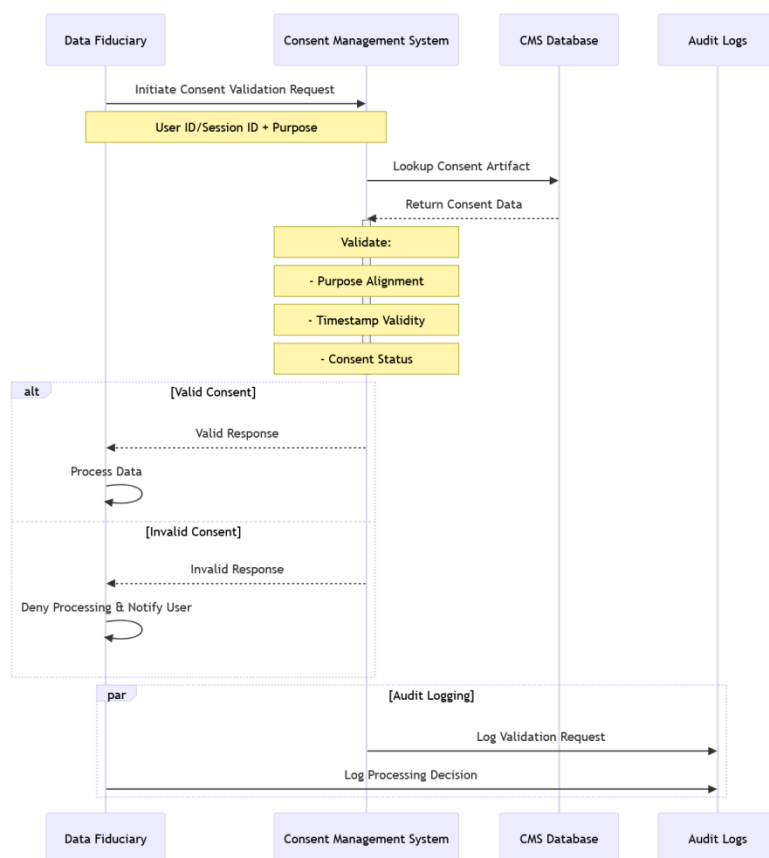 Data Fiduciary
Consent Management System
CMS Database
Audit Logs
Initiate Consent Validation Request
User ID/Session ID + Purpose
Lookup Consent Artifact
Return Consent Data
Validate:
- Purpose Alignment
- Timestamp Validity
- Consent Status
alt
[Valid Consent]
Valid Response
Process Data
[Invalid Consent]
Invalid Response
Deny Processing & Notify User
par
[Audit Logging]
Log Validation Request
Log Processing Decision
Data Fiduciary
Consent Management System
CMS Database
Audit Logs